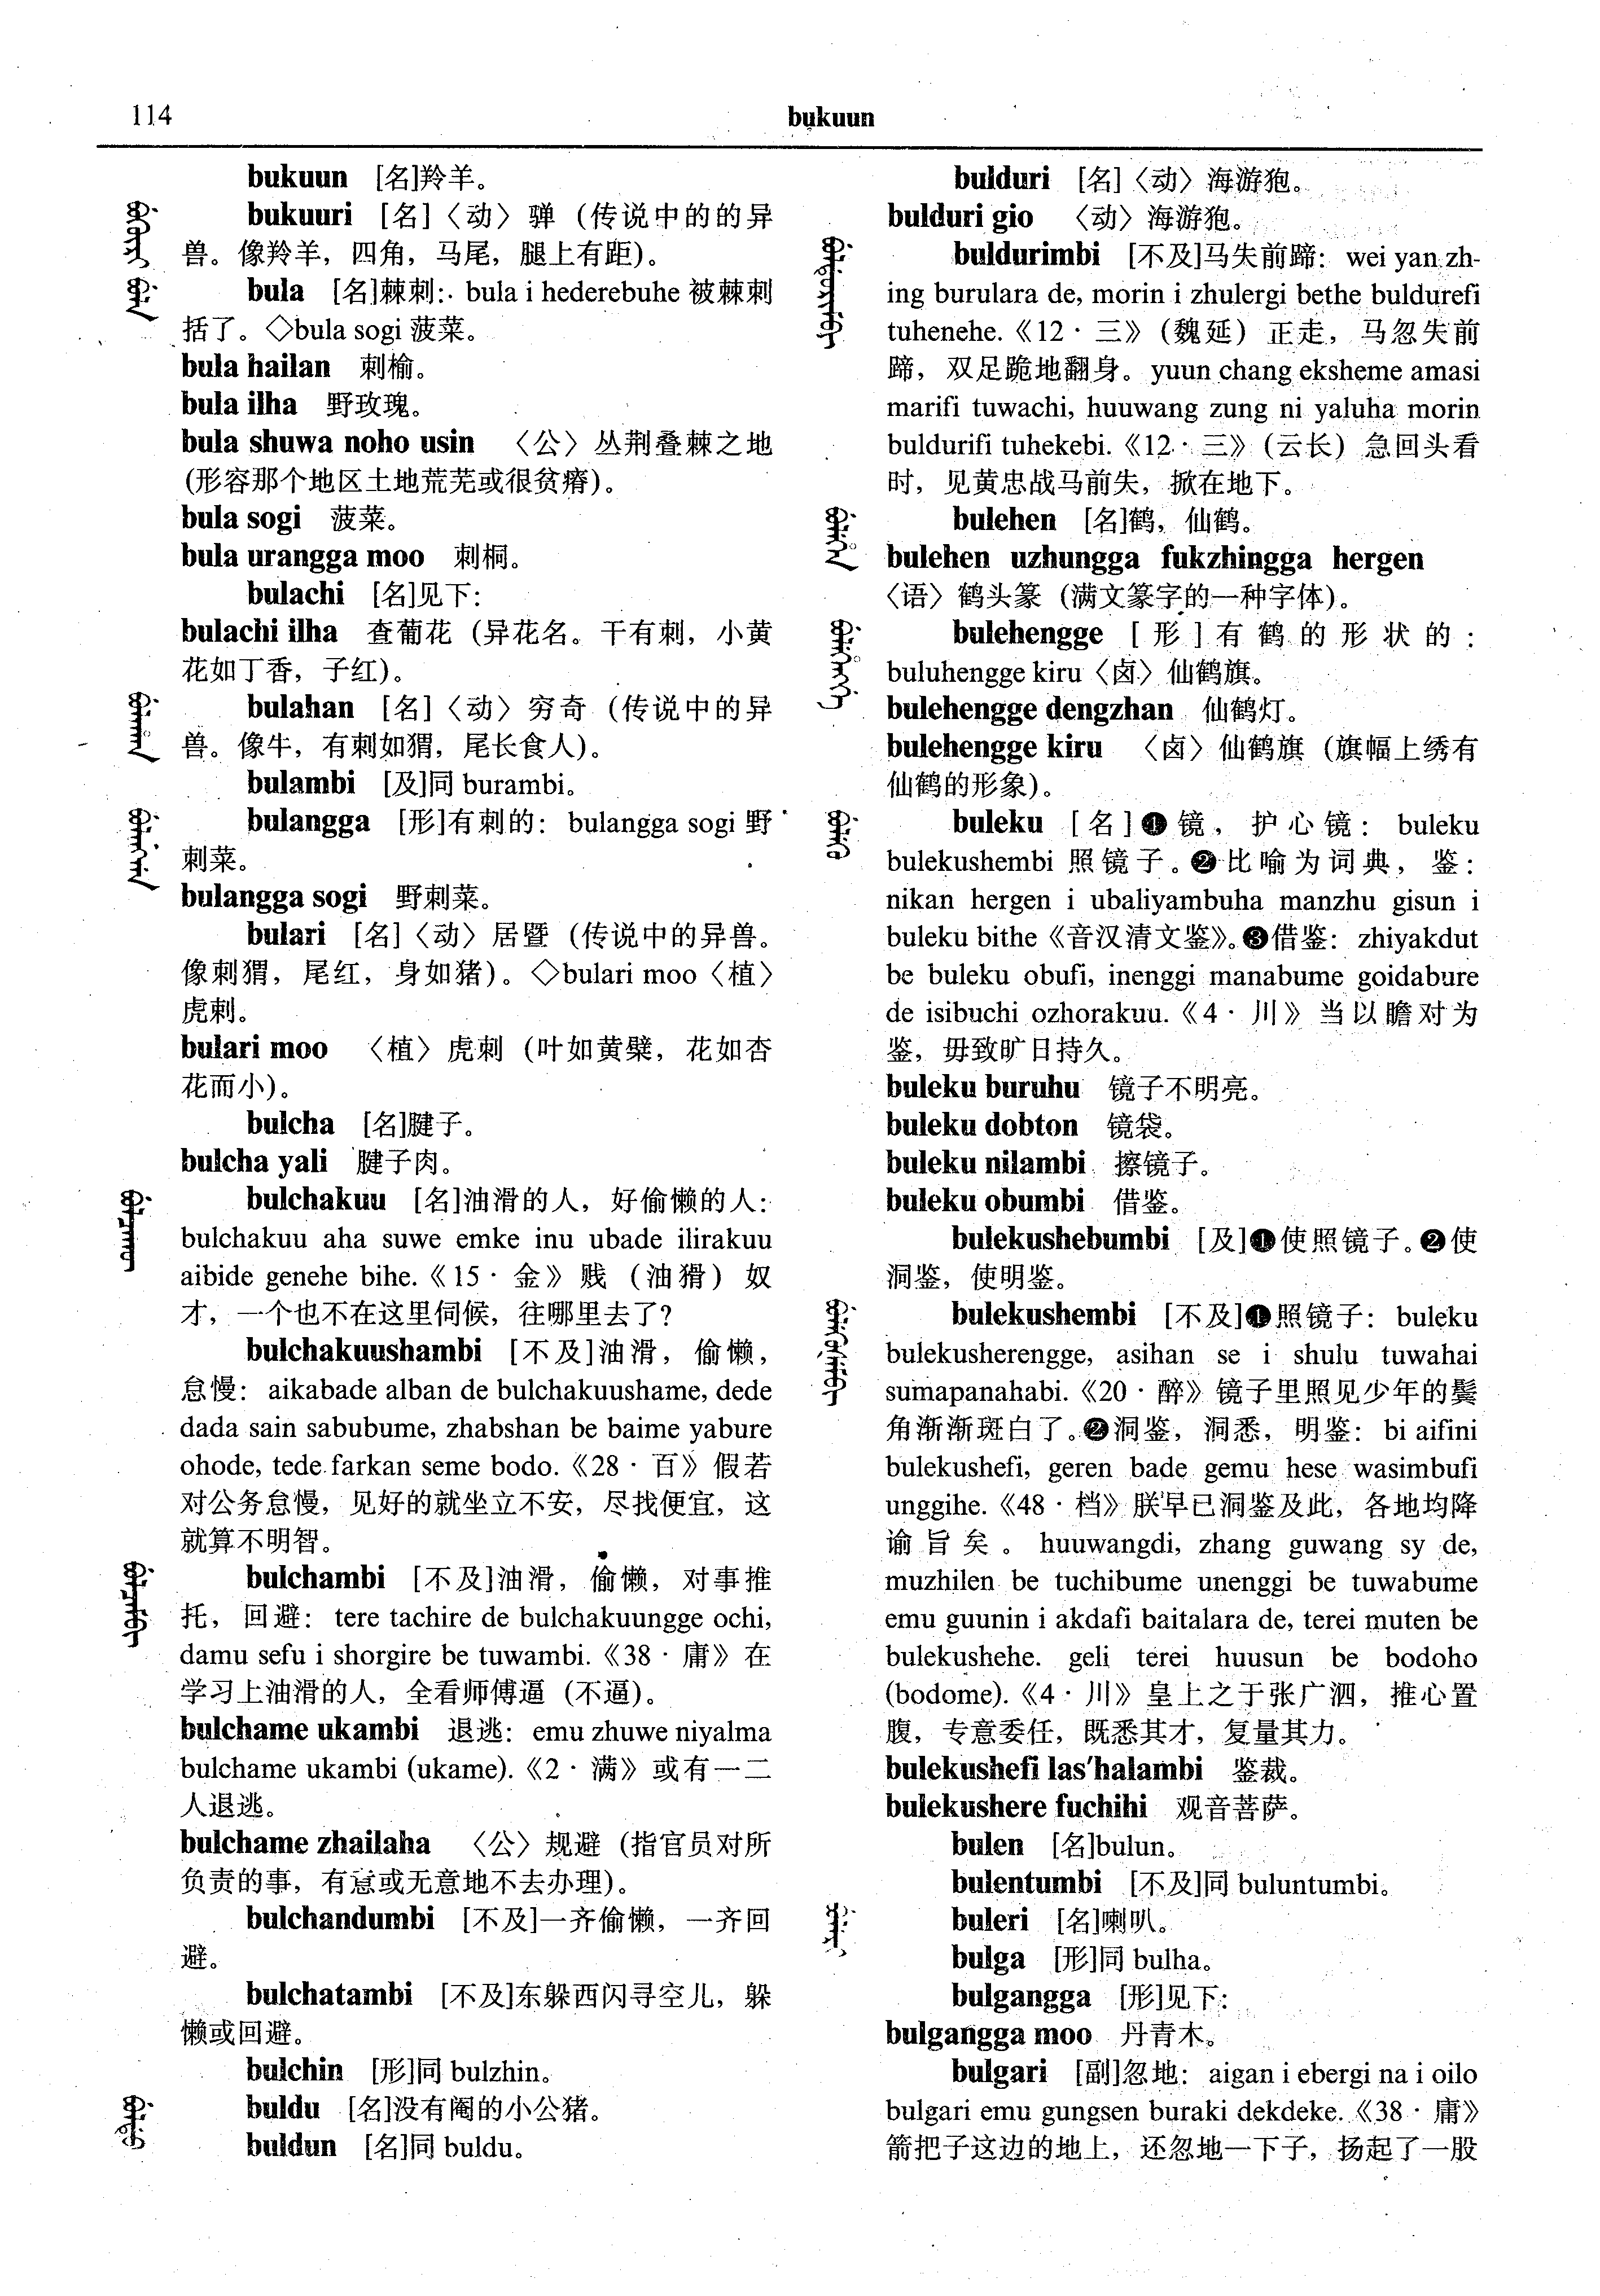 114
bukuun
bukuun [名]羚羊。
bukuuri [名]〈动〉騨（传说中的的异
兽。像羚羊，四角，马尾，腿上有距）。
bula [名]棘刺: bula i hederebuhe 被棘刺
括了。◇bula sogi 菠菜。
bula hailan 刺榆。
bula ilha 野玫瑰。
bula shuwa noho usin 〈公〉丛荆叠棘之地
(形容那个地区土地荒芜或很贫瘠)。
bula sogi 菠菜。
bula urangga moo 刺桐。
bulachi [名]见下:
bulachi ilha 查葡花（异花名。干有刺，小黄
花如丁香，子红）。
bulahan [名]〈动〉穷奇（传说中的异
兽。像牛，有刺如猬，尾长食人）。
bulambi [及]同 burambi。
bulangga [形]有刺的: bulangga sogi 野
刺菜。
bulangga sogi 野刺菜。
bulari [名]〈动〉居暨（传说中的异兽。
像刺猬，尾红，身如猪）。◇bulari moo〈植〉
虎刺。
bulari moo 〈植〉虎刺（叶如黄檗，花如杏
花而小）。
bulcha [名]腱子。
bulcha yali 腱子肉。
bulchakuu [名]油滑的人，好偷懒的人:
bulchakuu aha suwe emke inu ubade ilirakuu
aibide genehe bihe.《15·金》贱（油猾）奴
才，一个也不在这里伺候，往哪里去了？
bulchakuushambi [不及]油滑，偷懒，
怠慢: aikabade alban de bulchakuushame, dede
dada sain sabubume, zhabshan be baime yabure
ohode, tede farkan seme bodo.《28·百》假若
对公务怠慢，见好的就坐立不安，尽找便宜，这
就算不明智。
bulchambi [不及]油滑，偷懒，对事推
托，回避: tere tachire de bulchakuungge ochi,
damu sefu i shorgire be tuwambi.《38·庸》在
学习上油滑的人，全看师傅逼（不逼）。
bulchame ukambi 退逃: emu zhuwe niyalma
bulchame ukambi (ukame).《2·满》或有一二
人退逃。
bulchame zhailaha 〈公〉规避（指官员对所
负责的事，有意或无意地不去办理）。
bulchandumbi [不及]一齐偷懒，一齐回
避。
bulchatambi [不及]东躲西闪寻空儿，躲
懒或回避。
bulchin [形]同 bulzhin。
buldu [名]没有阉的小公猪。
buldun [名]同 buldu。
bulduri [名]〈动〉海游狍。
bulduri gio 〈动〉海游狍。
buldurimbi [不及]马失前蹄: wei yan zh-
ing burulara de, morin i zhulergi bethe buldurefi
tuhenehe.《12·三》（魏延）正走，马忽失前
蹄，双足跪地翻身。yuun chang eksheme amasi
marifi tuwachi, huuwang zung ni yaluha morin
buldurifi tuhekebi.《12·三》（云长）急回头看
时，见黄忠战马前失，掀在地下。
bulehen [名]鹤，仙鹤。
bulehen uzhungga fukzhingga hergen
〈语〉鹤头篆（满文篆字的一种字体）。
bulehengge [形]有鹤的形状的:
buluhengge kiru〈卤〉仙鹤旗。
bulehengge dengzhan 仙鹤灯。
bulehengge kiru 〈卤〉仙鹤旗（旗幅上绣有
仙鹤的形象）。
buleku [名]❶镜，护心镜: buleku
bulekushembi 照镜子。❷比喻为词典，鉴:
nikan hergen i ubaliyambuha manzhu gisun i
buleku bithe《音汉清文鉴》。❸借鉴: zhiyakdut
be buleku obufi, inenggi manabume goidabure
de isibuchi ozhorakuu.《4·川》当以瞻对为
鉴，毋致旷日持久。
buleku buruhu 镜子不明亮。
buleku dobton 镜袋。
buleku nilambi 擦镜子。
buleku obumbi 借鉴。
bulekushebumbi [及]❶使照镜子。❷使
洞鉴，使明鉴。
bulekushembi [不及]❶照镜子: buleku
bulekusherengge, asihan se i shulu tuwahai
sumapanahabi.《20·醉》镜子里照见少年的鬓
角渐渐斑白了。❷洞鉴，洞悉，明鉴: bi aifini
bulekushefi, geren bade gemu hese wasimbufi
unggihe.《48·档》朕早已洞鉴及此，各地均降
谕旨矣。huuwangdi, zhang guwang sy de,
muzhilen be tuchibume unenggi be tuwabume
emu guunin i akdafi baitalara de, terei muten be
bulekushehe. geli terei huusun be bodoho
(bodome).《4·川》皇上之于张广泗，推心置
腹，专意委任，既悉其才，复量其力。
bulekushefi las'halambi 鉴裁。
bulekushere fuchihi 观音菩萨。
bulen [名]bulun。
bulentumbi [不及]同 buluntumbi。
buleri [名]喇叭。
bulga [形]同 bulha。
bulgangga [形]见下:
bulgangga moo 丹青木。
bulgari [副]忽地: aigan i ebergi na i oilo
bulgari emu gungsen buraki dekdeke.《38·庸》
箭把子这边的地上，还忽地一下子，扬起了一股